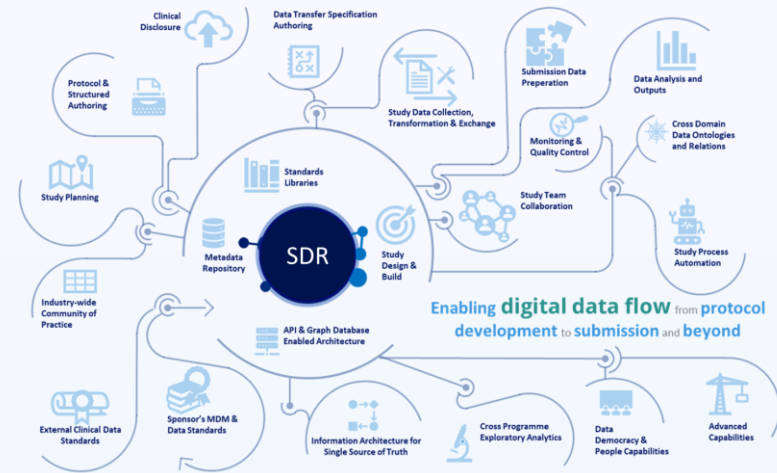 Clinical
Disclosure
Data Transfer Specification
Authoring
Protocol &
Structured
Authoring
Study Data Collection,
Transformation & Exchange
Submission Data
Preperation
Data Analysis and
Outputs
Monitoring &
Quality Control
Cross Domain
Data Ontologies
and Relations
Study Planning
Standards
Libraries
Study Team
Collaboration
Metadata
Repository
SDR
Study
Design &
Build
Study Process
Automation
Industry-wide
Community of
Practice
API & Graph Database
Enabled Architecture
Enabling digital data flow from protocol
development to submission and beyond
External Clinical Data
Standards
Sponsor's MDM &
Data Standards
Information Architecture for
Single Source of Truth
Cross Programme
Exploratory Analytics
Data
Democracy &
People Capabilities
Advanced
Capabilities